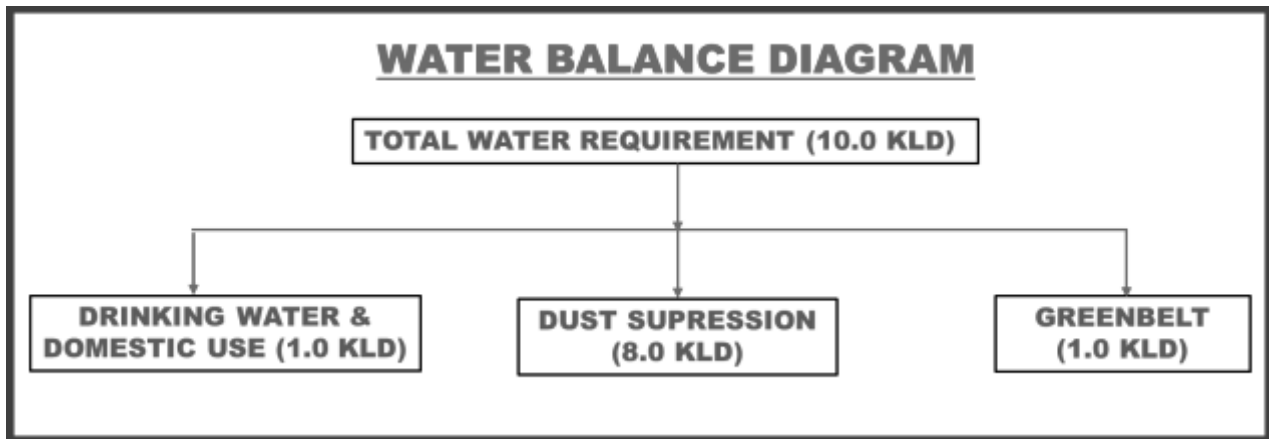 WATER BALANCE DIAGRAM
TOTAL WATER REQUIREMENT (10.0 KLD)
DRINKING WATER &
DOMESTIC USE (1.0 KLD)
DUST SUPRESSION
(8.0 KLD)
GREENBELT
(1.0 KLD)